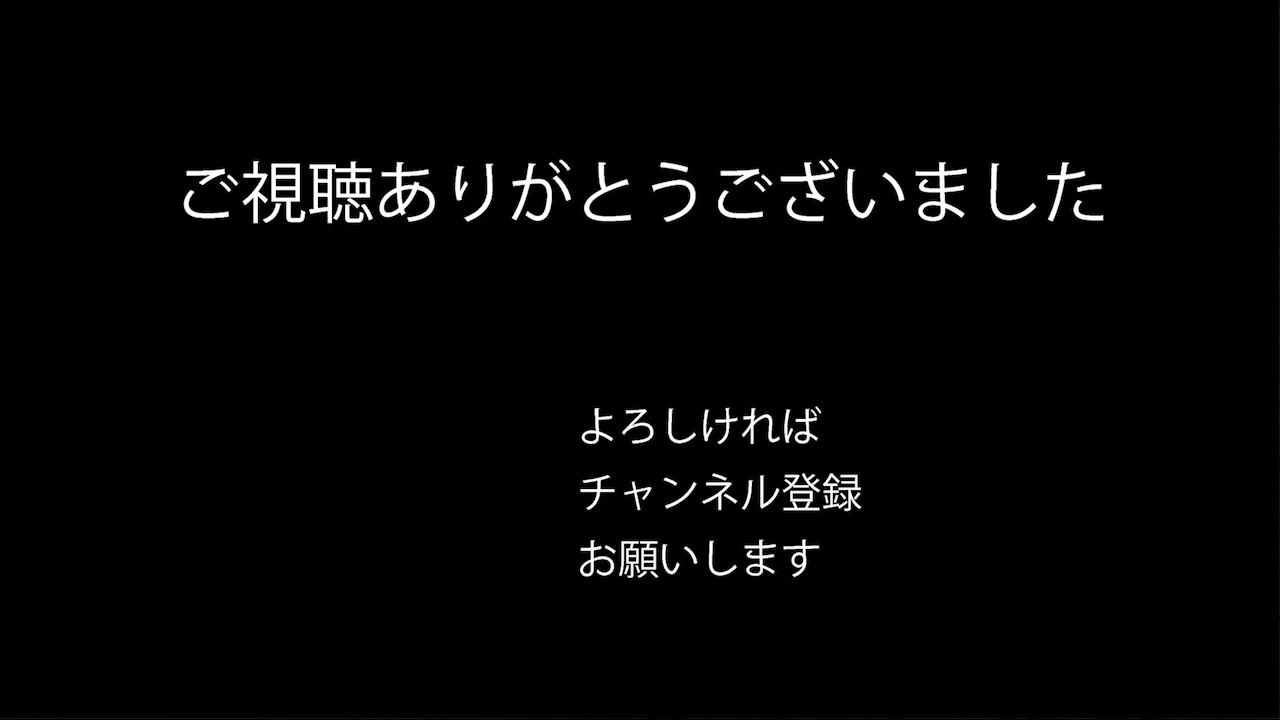 ご視聴ありがとうございました
よろしければ
チャンネル登録
お願いします